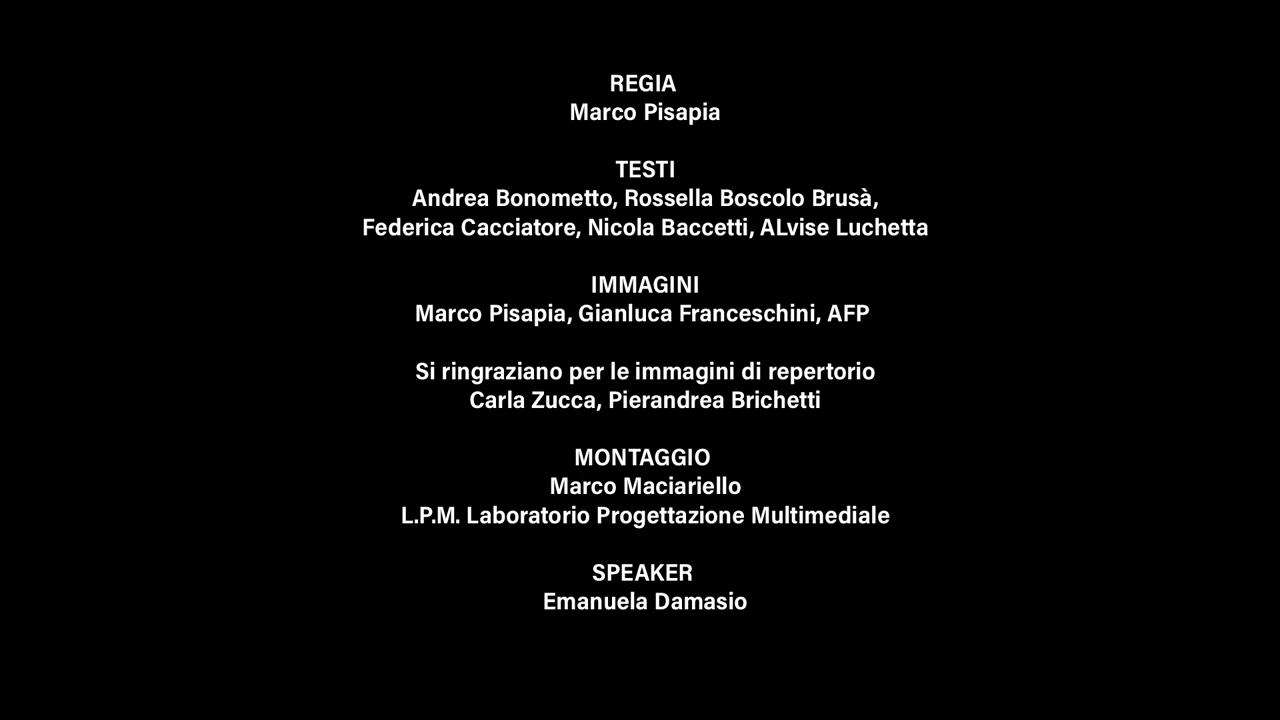 REGIA
Marco Pisapia
TESTI
Andrea Bonometto, Rossella Boscolo Brusà,
Federica Cacciatore, Nicola Baccetti, ALvise Luchetta
IMMAGINI
Marco Pisapia, Gianluca Franceschini, AFP
Si ringraziano per le immagini di repertorio
Carla Zucca, Pierandrea Brichetti
MONTAGGIO
Marco Maciariello
L.P.M. Laboratorio Progettazione Multimediale
SPEAKER
Emanuela Damasio